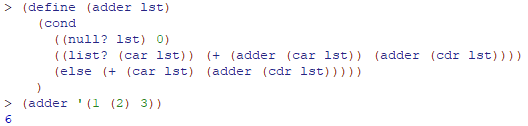 > (define (adder lst)
    (cond
      ((null? lst) 0)
      ((list? (car lst)) (+ (adder (car lst)) (adder (cdr lst))))
      (else (+ (car lst) (adder (cdr lst)))))
    )
> (adder '(1 (2) 3))
6